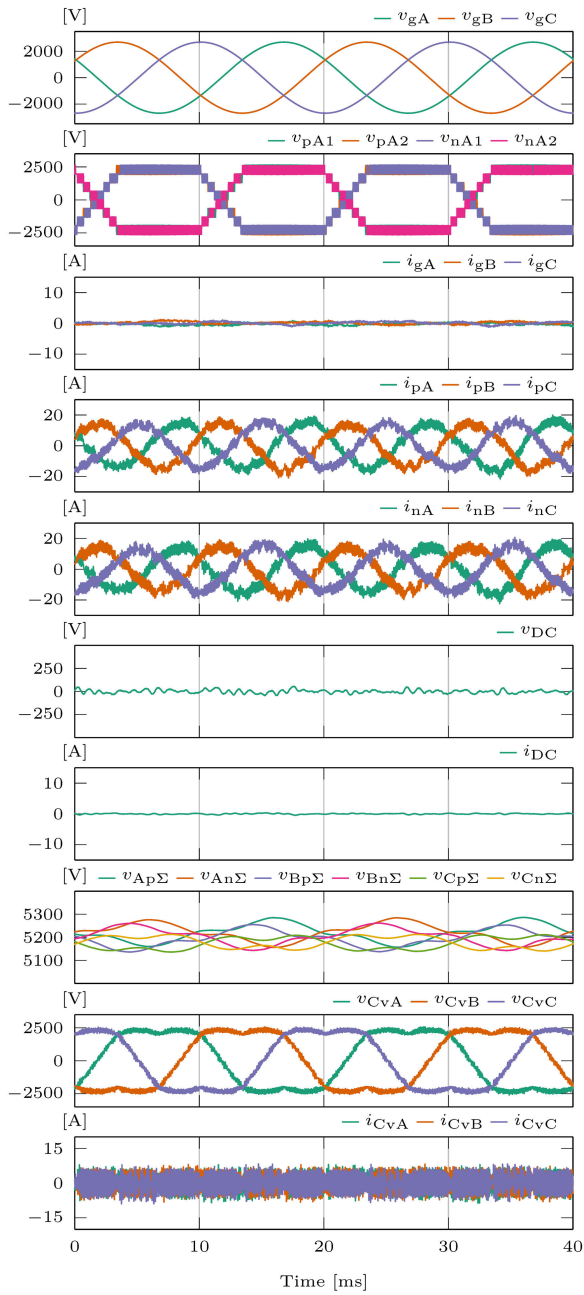 [V] v_gA v_gB v_gC
2000
0
−2000
[V] v_pA1 v_pA2 v_nA1 v_nA2
2500
0
−2500
[A] i_gA i_gB i_gC
10
0
−10
[A] i_pA i_pB i_pC
20
0
−20
[A] i_nA i_nB i_nC
20
0
−20
[V] v_DC
250
0
−250
[A] i_DC
10
0
−10
[V] v_ApΣ v_AnΣ v_BpΣ v_BnΣ v_CpΣ v_CnΣ
5300
5200
5100
[V] v_CvA v_CvB v_CvC
2500
0
−2500
[A] i_CvA i_CvB i_CvC
15
0
−15
0 10 20 30 40
Time [ms]